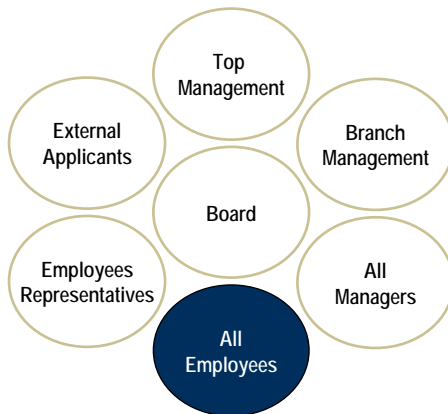 Top
Management
External
Applicants
Branch
Management
Board
Employees
Representatives
All
Managers
All
Employees